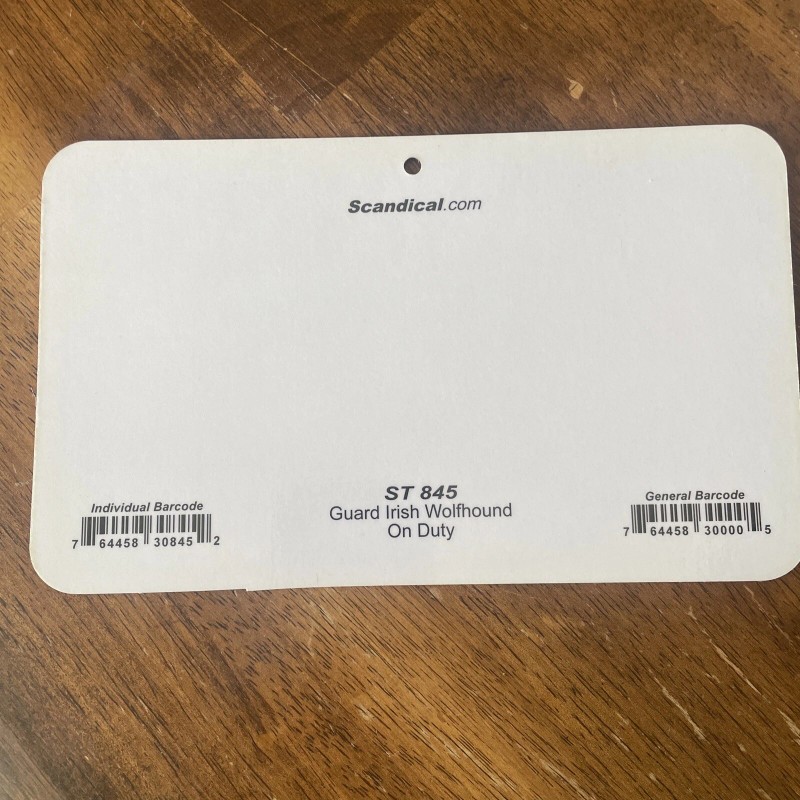 Scandical.com
ST 845
Guard Irish Wolfhound
On Duty
Individual Barcode
7 64458 30845 2
General Barcode
7 64458 30000 5